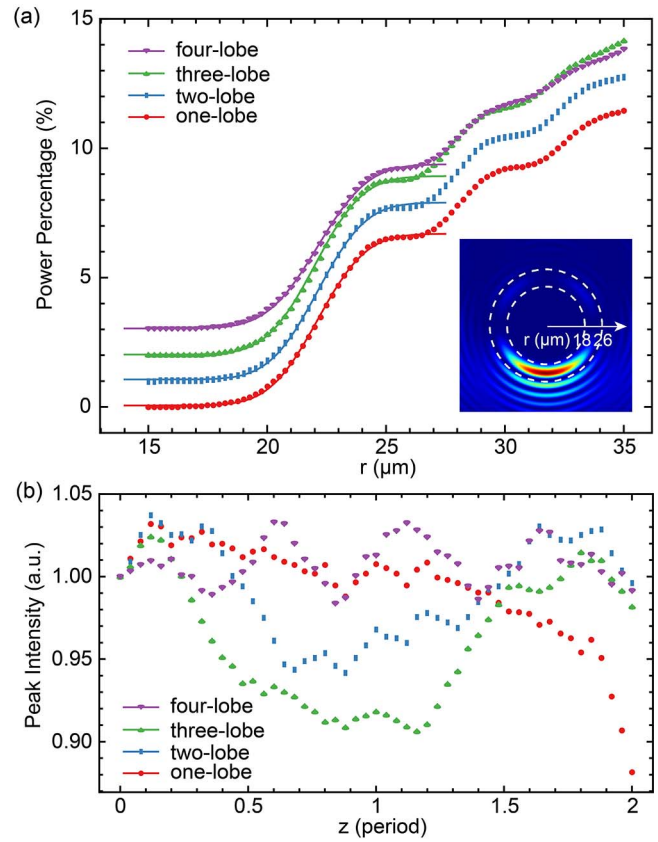 (a)
15
10
5
0
Power Percentage (%)
four-lobe
three-lobe
two-lobe
one-lobe
r (μm) 18 26
15 20 25 30 35
r (μm)
(b)
1.05
1.00
0.95
0.90
Peak Intensity (a.u.)
four-lobe
three-lobe
two-lobe
one-lobe
0 0.5 1 1.5 2
z (period)